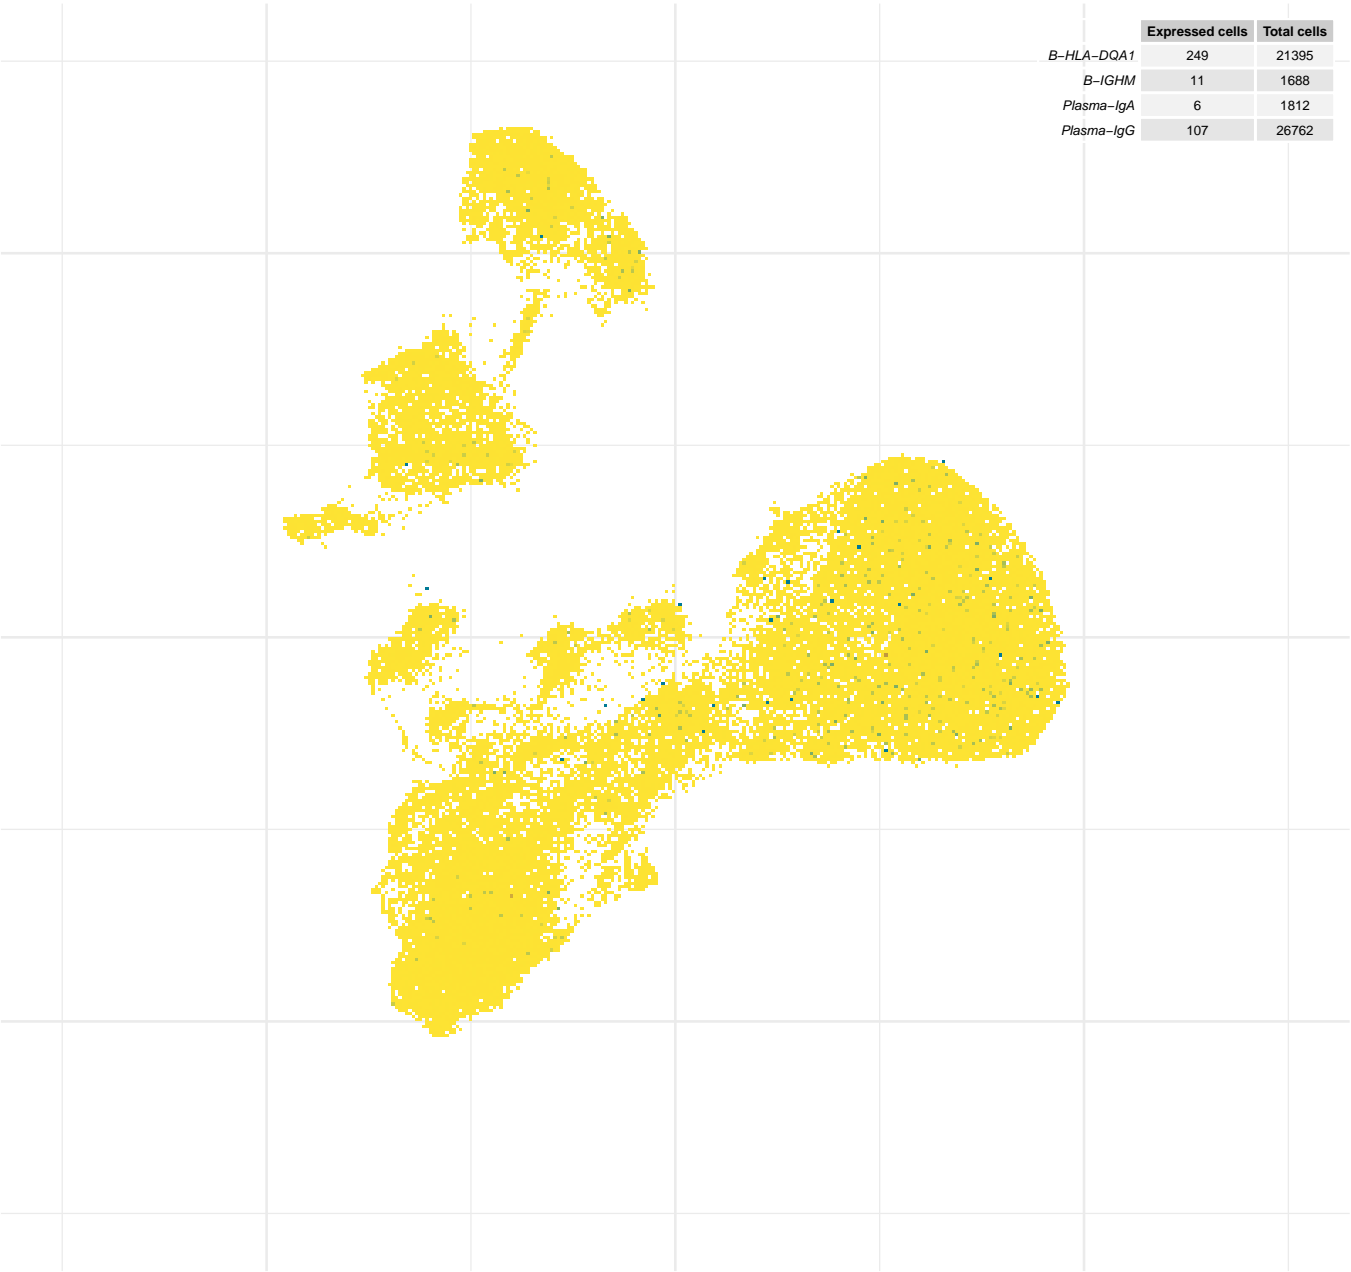 Expressed cells Total cells
B−HLA−DQA1 249 21395
B−IGHM 11 1688
Plasma−IgA 6 1812
Plasma−IgG 107 26762